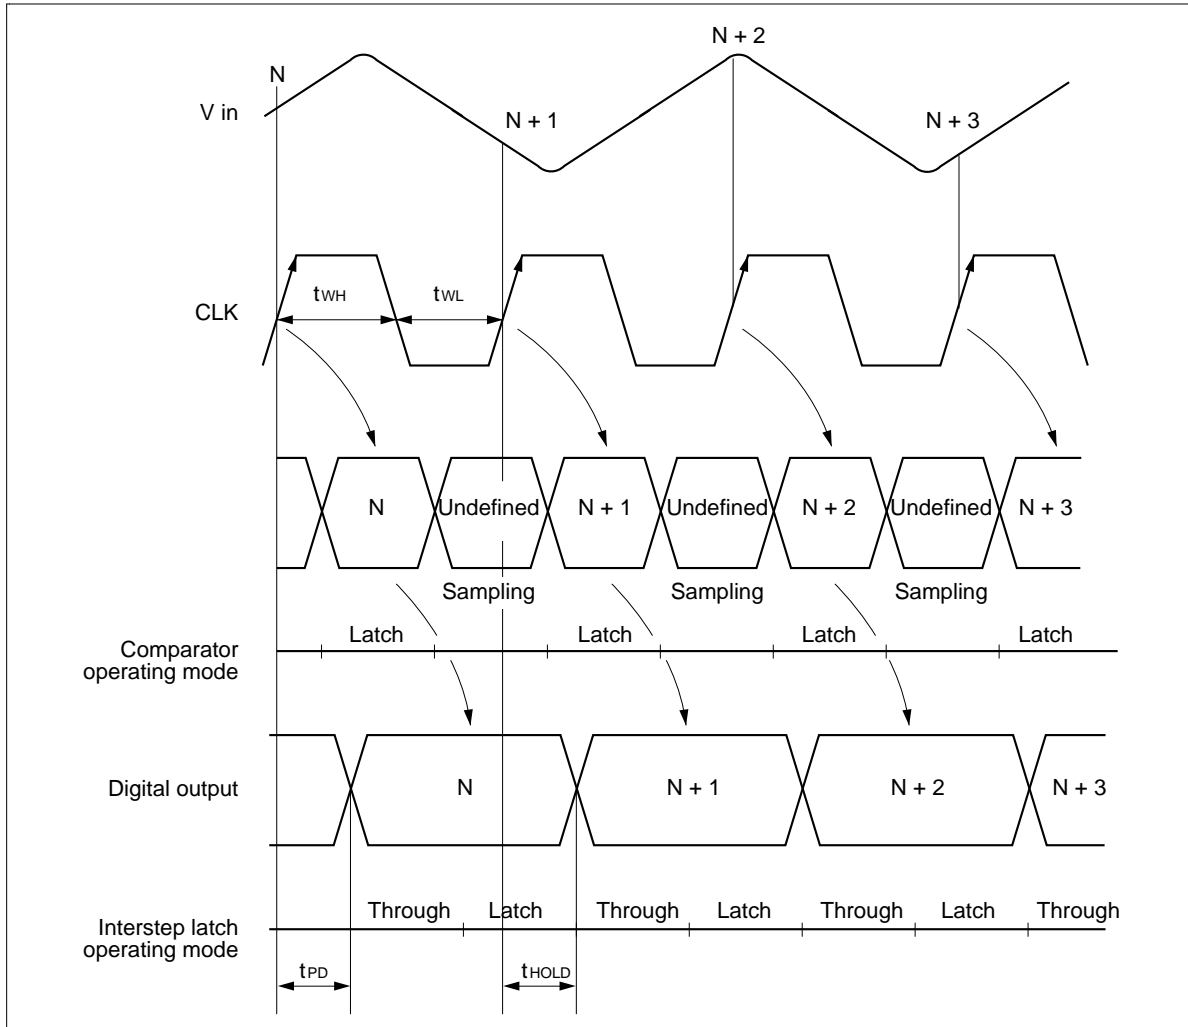 N + 2
N
V in
N + 1
N + 3
tWH
tWL
CLK
N
Undefined
N + 1
Undefined
N + 2
Undefined
N + 3
Sampling
Sampling
Sampling
Latch
Latch
Latch
Latch
Comparator
operating mode
Digital output
N
N + 1
N + 2
N + 3
Through
Latch
Through
Latch
Through
Latch
Through
Interstep latch
operating mode
tPD
tHOLD